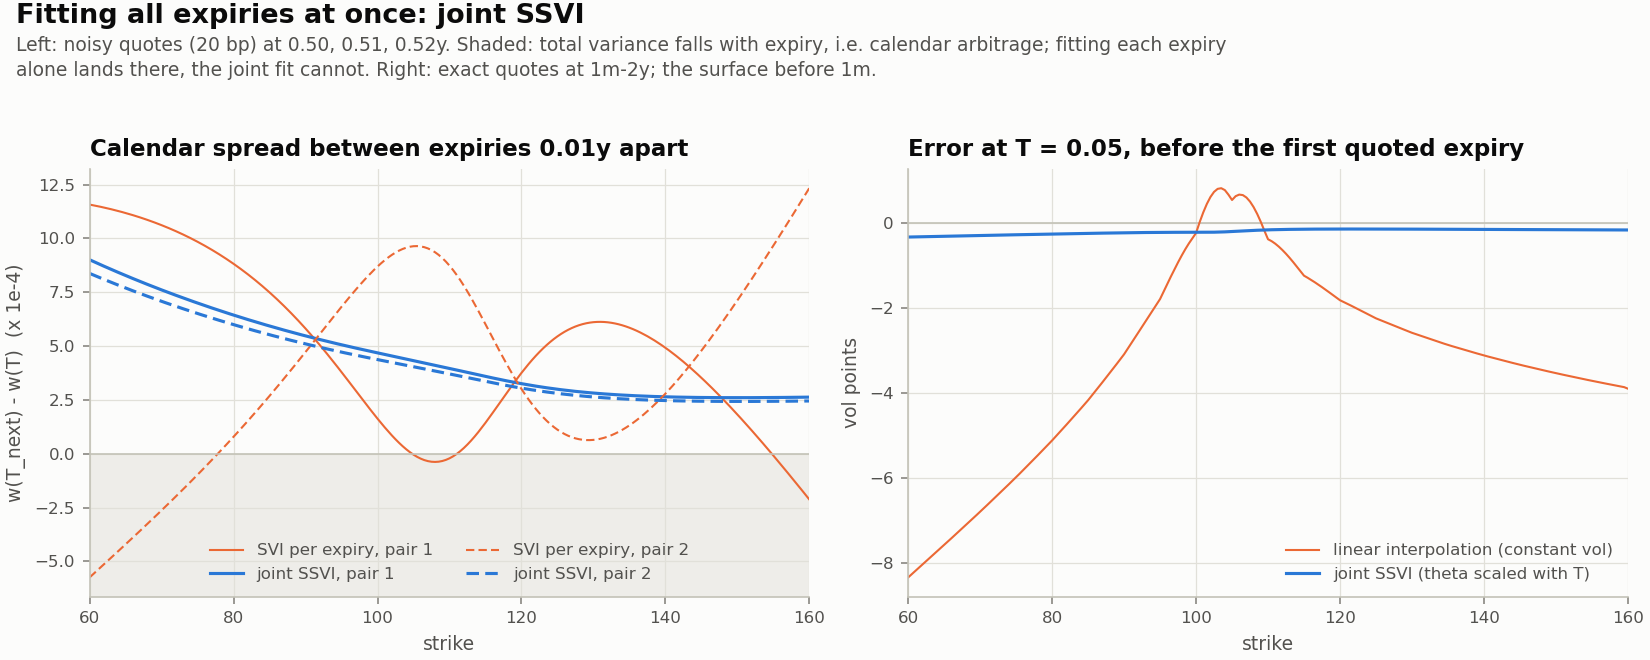 Fitting all expiries at once: joint SSVI
Left: noisy quotes (20 bp) at 0.50, 0.51, 0.52y. Shaded: total variance falls with expiry, i.e. calendar arbitrage; fitting each expiry
alone lands there, the joint fit cannot. Right: exact quotes at 1m-2y; the surface before 1m.
Calendar spread between expiries 0.01y apart
w(T_next) - w(T)  (x 1e-4)
12.5
10.0
7.5
5.0
2.5
0.0
−2.5
−5.0
SVI per expiry, pair 1
joint SSVI, pair 1
SVI per expiry, pair 2
joint SSVI, pair 2
60 80 100 120 140 160
strike
Error at T = 0.05, before the first quoted expiry
vol points
0
−2
−4
−6
−8
linear interpolation (constant vol)
joint SSVI (theta scaled with T)
60 80 100 120 140 160
strike